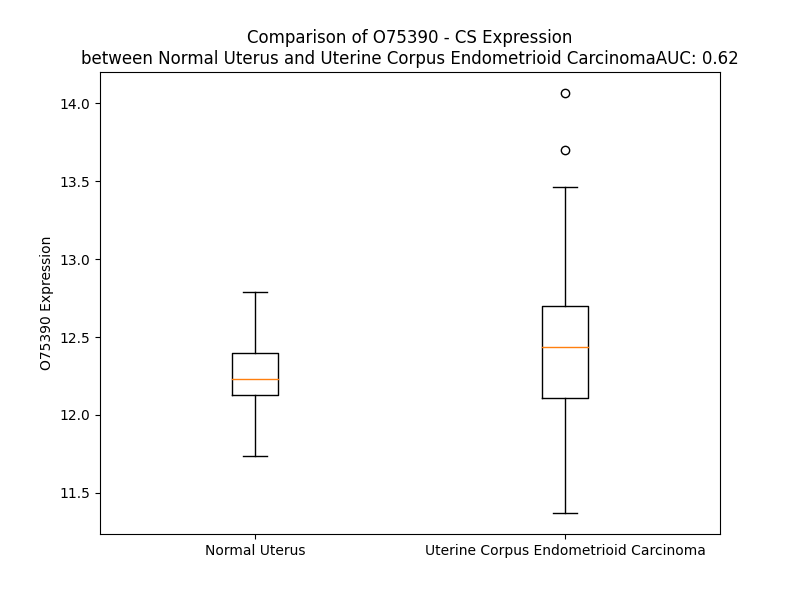 Comparison of O75390 - CS Expression
between Normal Uterus and Uterine Corpus Endometrioid CarcinomaAUC: 0.62
O75390 Expression
14.0
13.5
13.0
12.5
12.0
11.5
Normal Uterus
Uterine Corpus Endometrioid Carcinoma